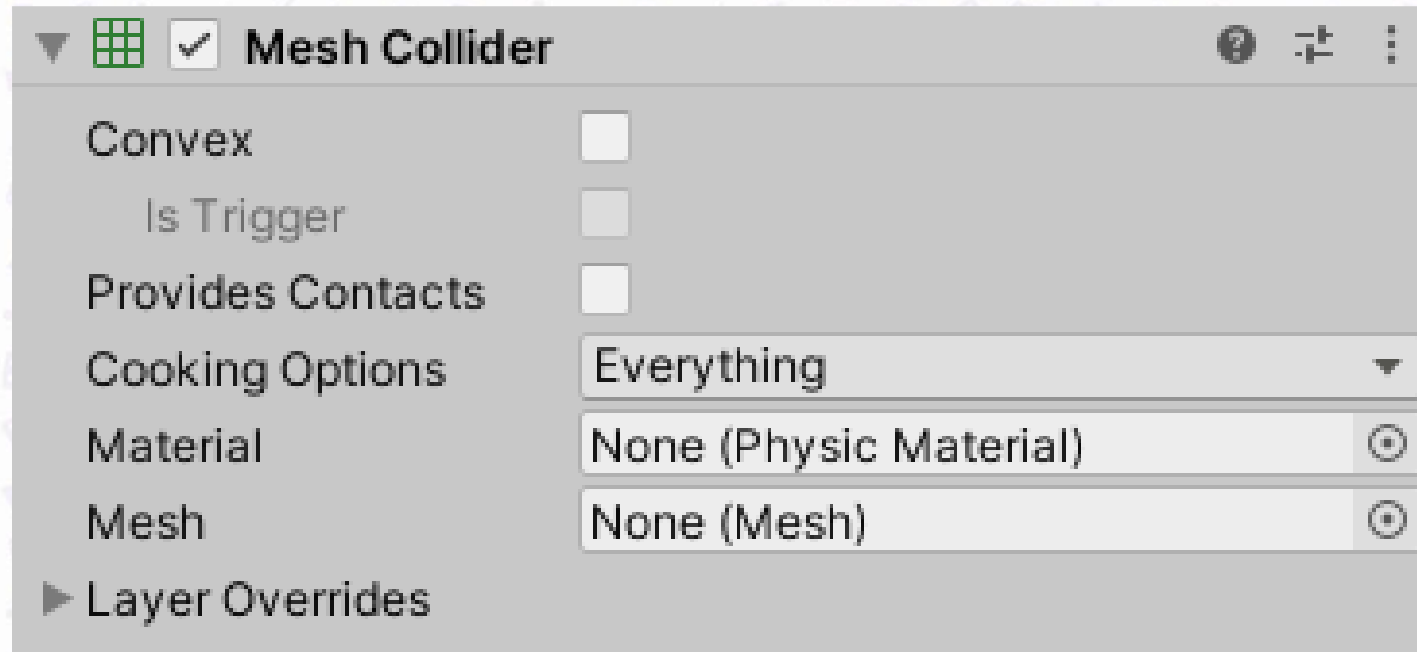 Mesh Collider
Convex
Is Trigger
Provides Contacts
Cooking Options Everything
Material None (Physic Material)
Mesh None (Mesh)
Layer Overrides